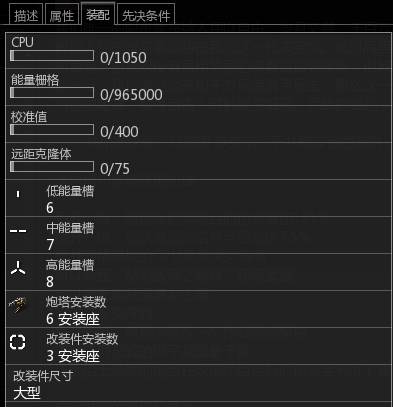 描述 属性 装配 先决条件
CPU
0/1050
能量栅格
0/965000
校准值
0/400
远距克隆体
0/75
低能量槽
6
中能量槽
7
高能量槽
8
炮塔安装数
6 安装座
改装件安装数
3 安装座
改装件尺寸
大型